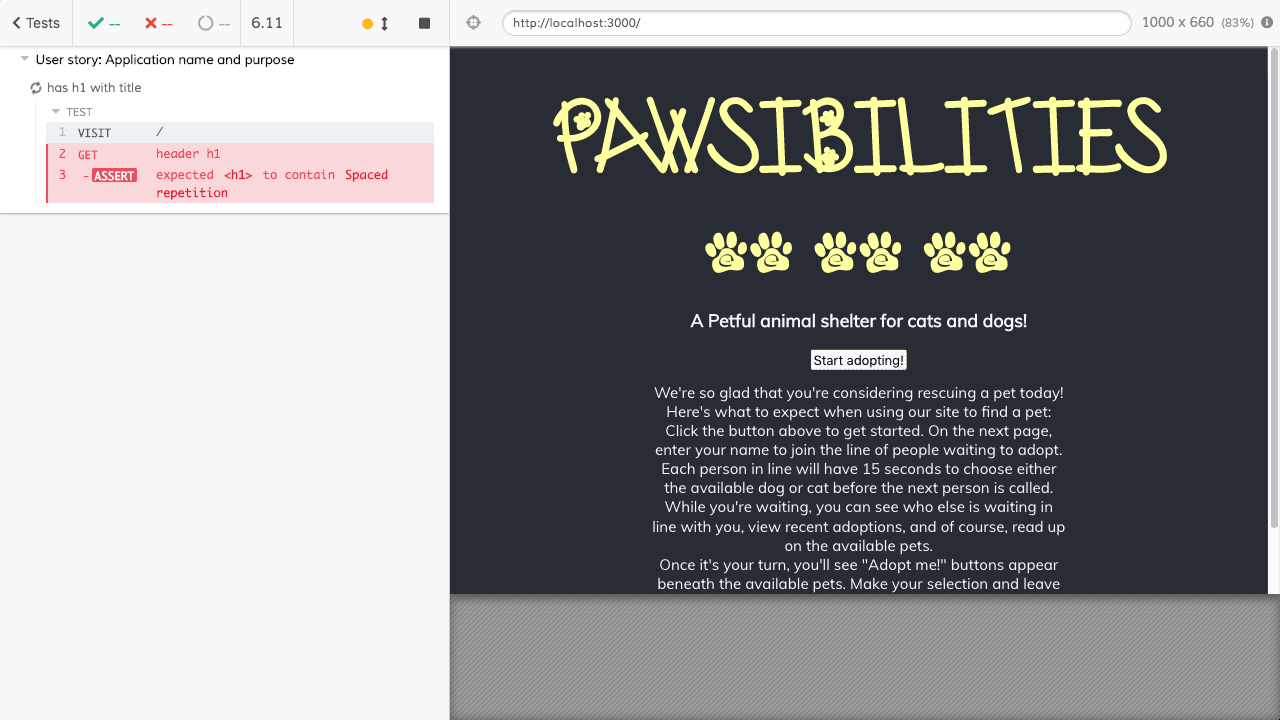 Tests
--
--
--
6.11
http://localhost:3000/
1000 x 660 (83%)
User story: Application name and purpose
has h1 with title
TEST
1 VISIT /
2 GET header h1
3 -ASSERT expected <h1> to contain Spaced
repetition
PAWSIBILITIES
A Petful animal shelter for cats and dogs!
Start adopting!
We're so glad that you're considering rescuing a pet today!
Here's what to expect when using our site to find a pet:
Click the button above to get started. On the next page,
enter your name to join the line of people waiting to adopt.
Each person in line will have 15 seconds to choose either
the available dog or cat before the next person is called.
While you're waiting, you can see who else is waiting in
line with you, view recent adoptions, and of course, read up
on the available pets.
Once it's your turn, you'll see "Adopt me!" buttons appear
beneath the available pets. Make your selection and leave